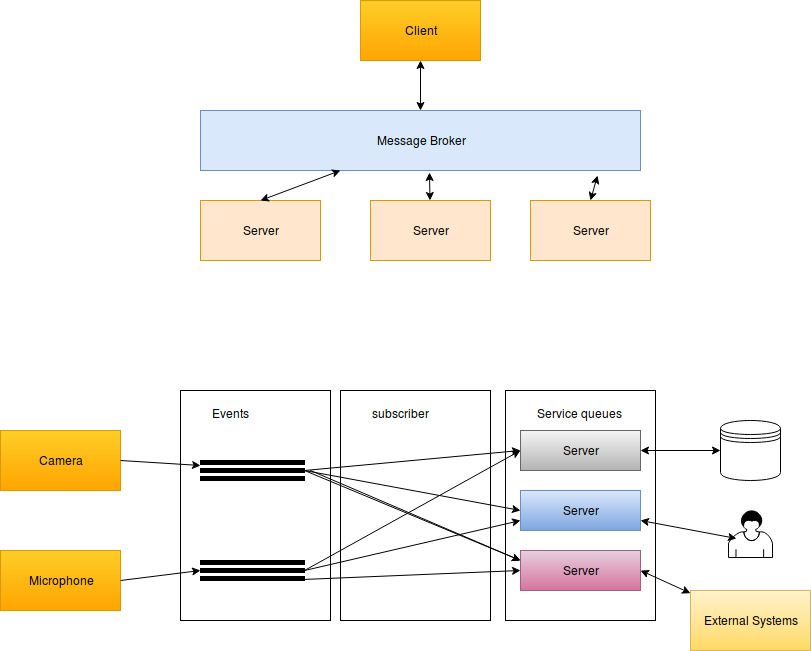 Client
Message Broker
Server
Server
Server
Events
subscriber
Service queues
Camera
Server
Server
Microphone
Server
External Systems